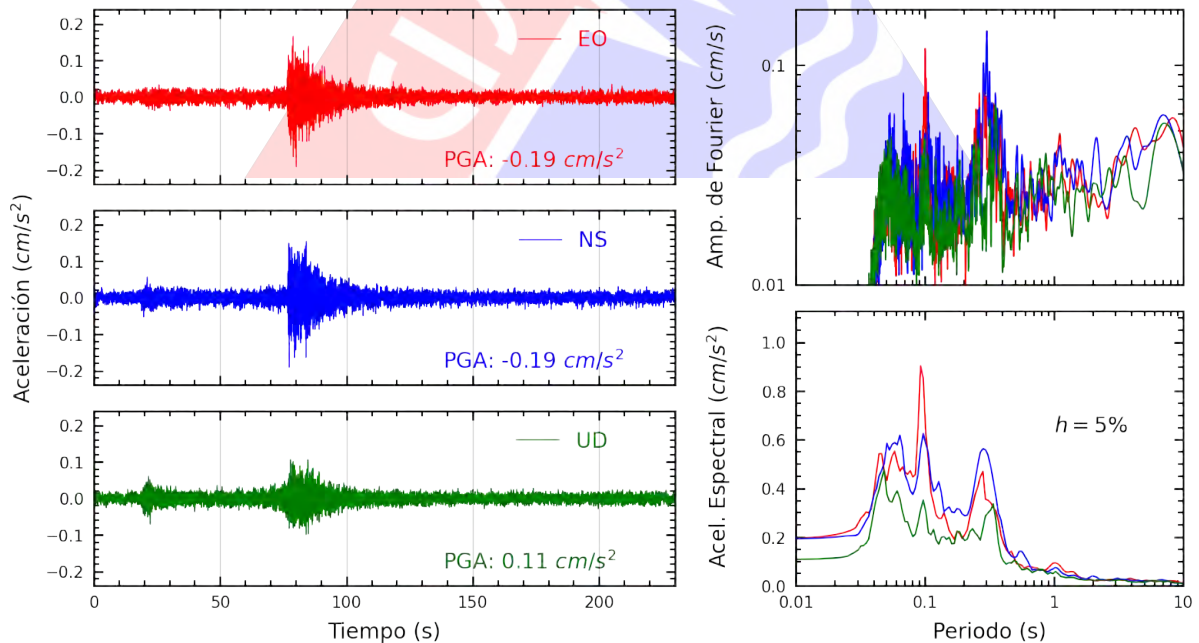 Aceleración (cm/s²)
0.2
0.1
0.0
−0.1
−0.2
EO
PGA: -0.19 cm/s²
0.2
0.1
0.0
−0.1
−0.2
NS
PGA: -0.19 cm/s²
0.2
0.1
0.0
−0.1
−0.2
UD
PGA: 0.11 cm/s²
0 50 100 150 200
Tiempo (s)
Amp. de Fourier (cm/s)
0.1
0.01
Acel. Espectral (cm/s²)
1.0
0.8
0.6
0.4
0.2
0.0
h = 5%
0.01 0.1 1 10
Periodo (s)